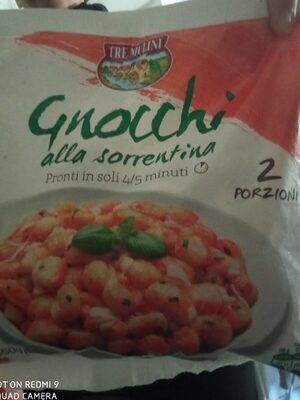 TRE MULINI
Gnocchi
alla sorrentina
Pronti in soli 4/5 minuti
2
PORZIONI
SHOT ON REDMI 9
QUAD CAMERA